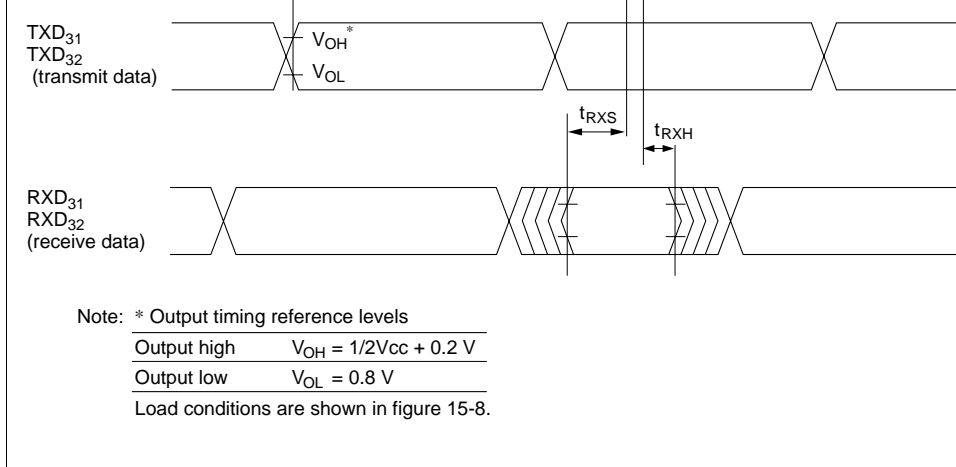 TXD31
TXD32
(transmit data)
VOH*
VOL
tRXS
tRXH
RXD31
RXD32
(receive data)
Note: * Output timing reference levels
Output high VOH = 1/2Vcc + 0.2 V
Output low VOL = 0.8 V
Load conditions are shown in figure 15-8.